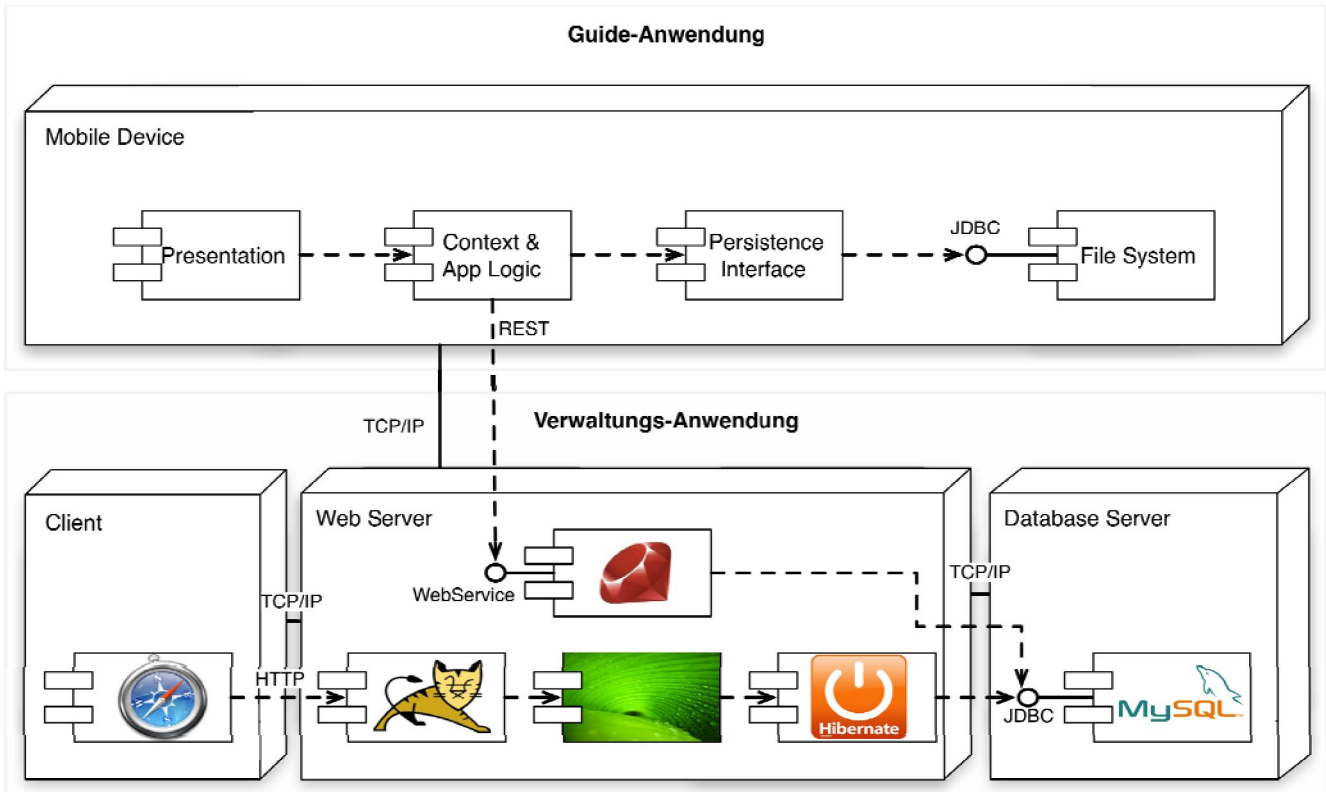 Guide-Anwendung
Mobile Device
Presentation
Context &
App Logic
Persistence
Interface
JDBC
File System
REST
TCP/IP
Verwaltungs-Anwendung
Client
Web Server
Database Server
WebService
TCP/IP
TCP/IP
HTTP
Hibernate
JDBC
MySQL